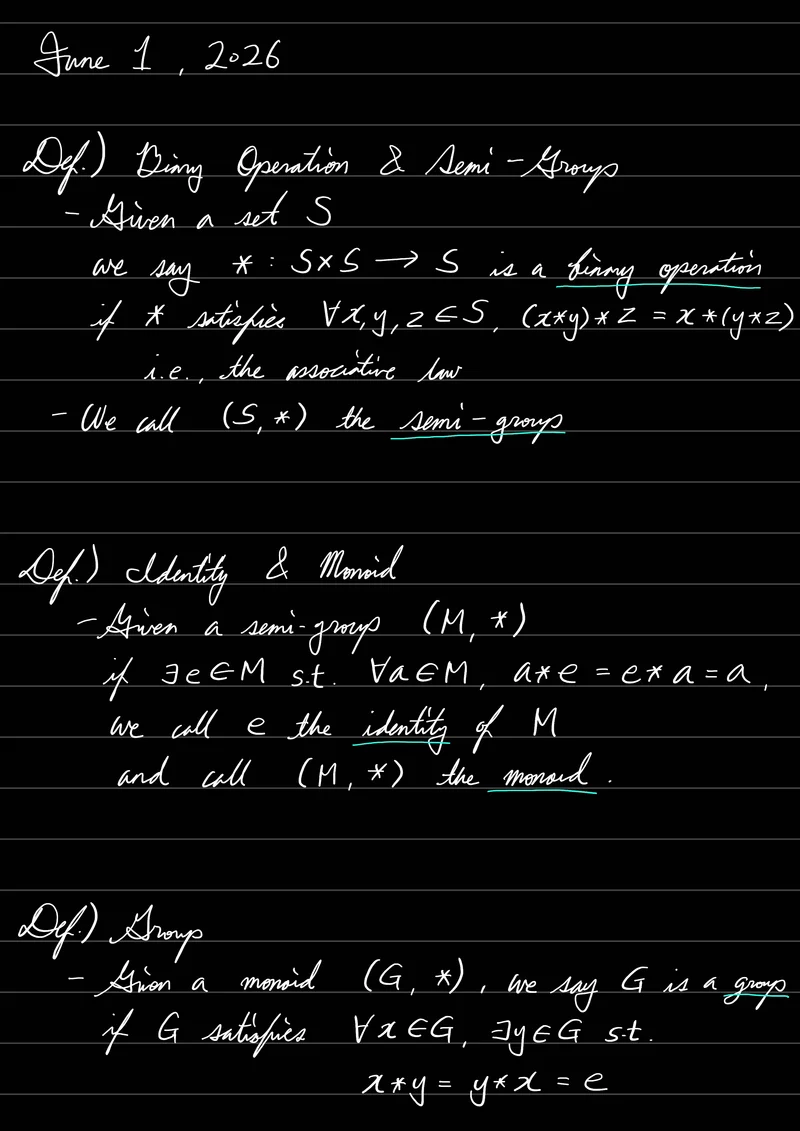 June 1, 2026
Def.) Binary Operation & Semi-Group
- Given a set S
we say * : S×S → S is a binary operation
if * satisfies ∀x,y,z ∈ S, (x*y)*z = x*(y*z)
i.e., the associative law
- We call (S,*) the semi-group
Def.) Identity & Monoid
- Given a semi-group (M,*)
if ∃e∈M s.t. ∀a∈M, a*e = e*a = a,
we call e the identity of M
and call (M,*) the monoid.
Def.) Group
- Given a monoid (G,*), we say G is a group
if G satisfies ∀x∈G, ∃y∈G s.t.
x*y = y*x = e